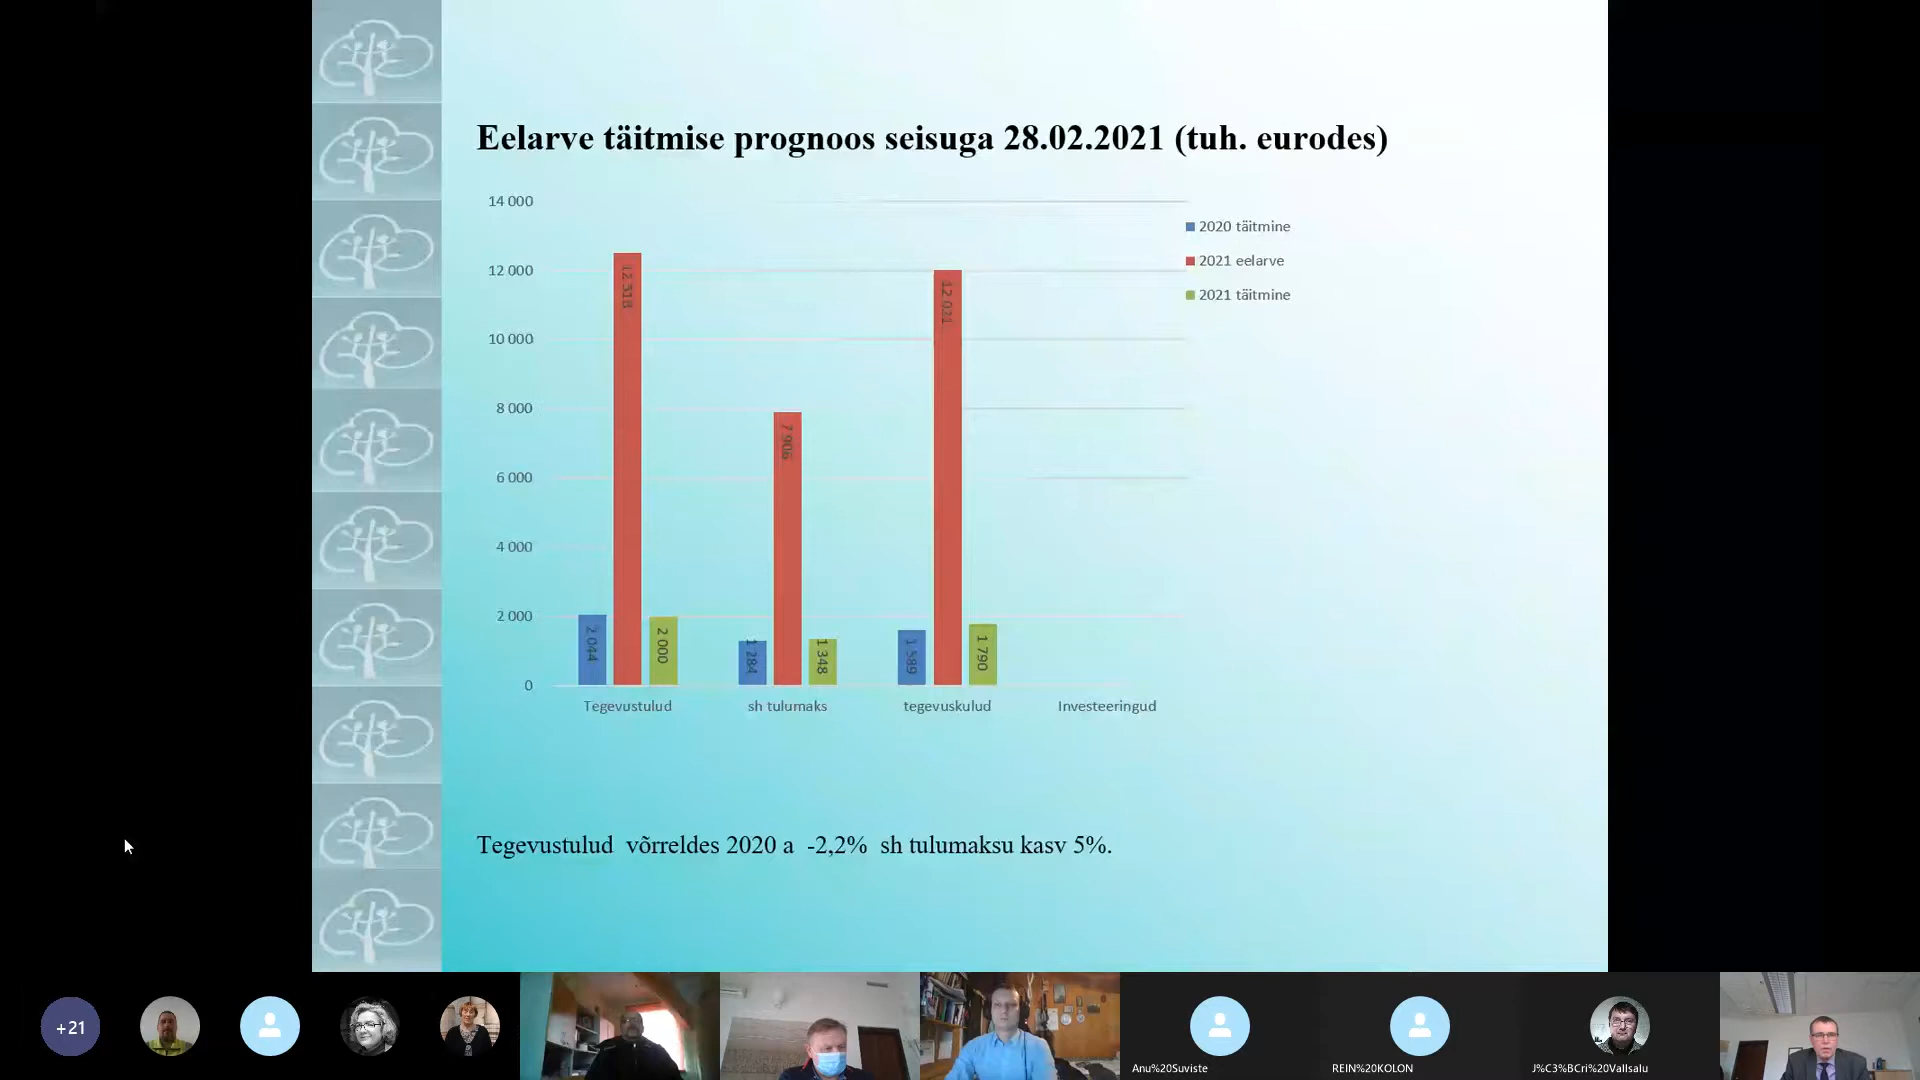 Eelarve täitmise prognoos seisuga 28.02.2021 (tuh. eurodes)
14 000
12 000
10 000
8 000
6 000
4 000
2 000
0
2020 täitmine
2021 eelarve
2021 täitmine
2 044
2 000
1 284
7 906
1 348
1 589
12 021
1 790
Tegevustulud
sh tulumaks
tegevuskulud
Investeeringud
Tegevustulud võrreldes 2020 a -2,2% sh tulumaksu kasv 5%.
+21
Anu%20Suviste
REIN%20KOLON
J%C3%BCri%20Vallsalu